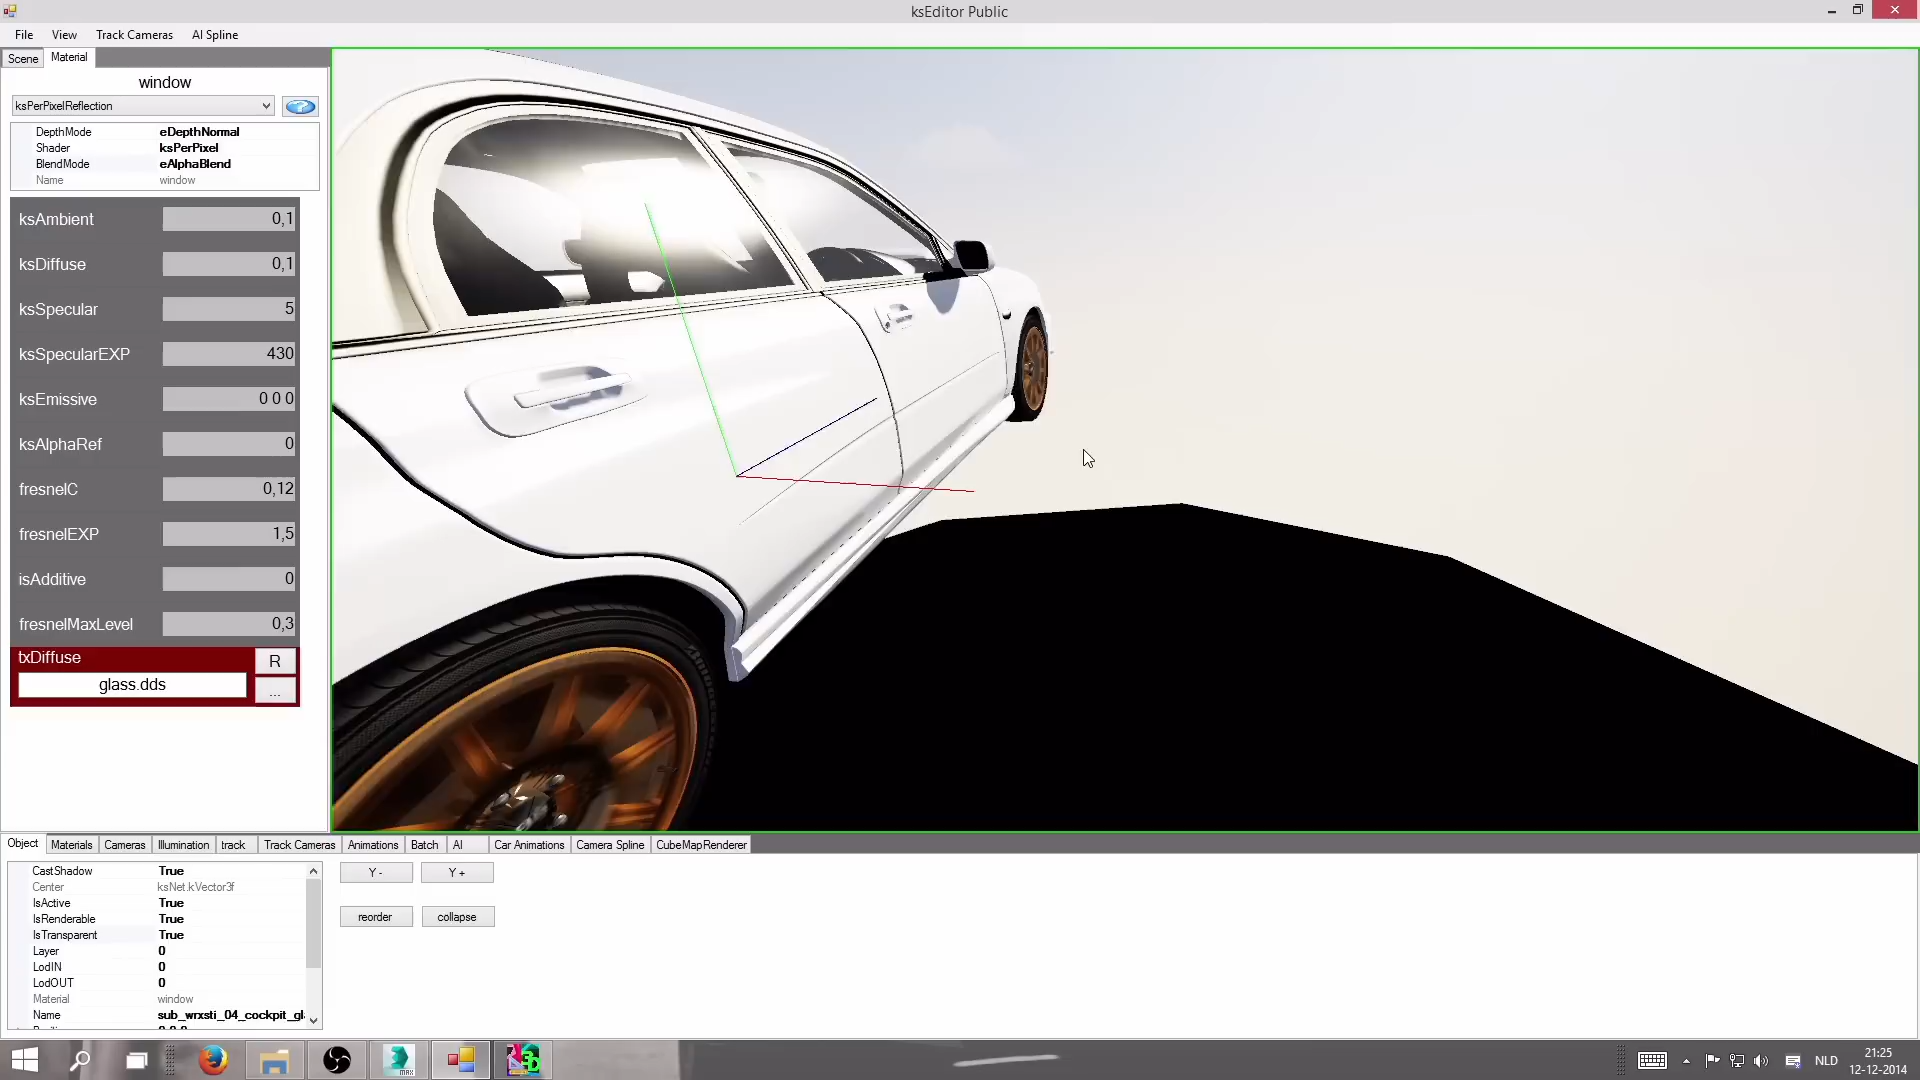 ksEditor Public
File View Track Cameras AI Spline
Scene Material
window
ksPerPixelReflection
DepthMode eDepthNormal
Shader ksPerPixel
BlendMode eAlphaBlend
Name window
ksAmbient 0,1
ksDiffuse 0,1
ksSpecular 5
ksSpecularEXP 430
ksEmissive 0 0 0
ksAlphaRef 0
fresnelC 0,12
fresnelEXP 1,5
isAdditive 0
fresnelMaxLevel 0,3
txDiffuse R
glass.dds ...
Object Materials Cameras Illumination track Track Cameras Animations Batch AI Car Animations Camera Spline CubeMapRenderer
CastShadow True
Center ksNet.kVector3f
IsActive True
IsRenderable True
IsTransparent True
Layer 0
LodIN 0
LodOUT 0
Material window
Name sub_wrxsti_04_cockpit_gl
Y - Y +
reorder collapse
MAX
3D
NLD
21:25
12-12-2014